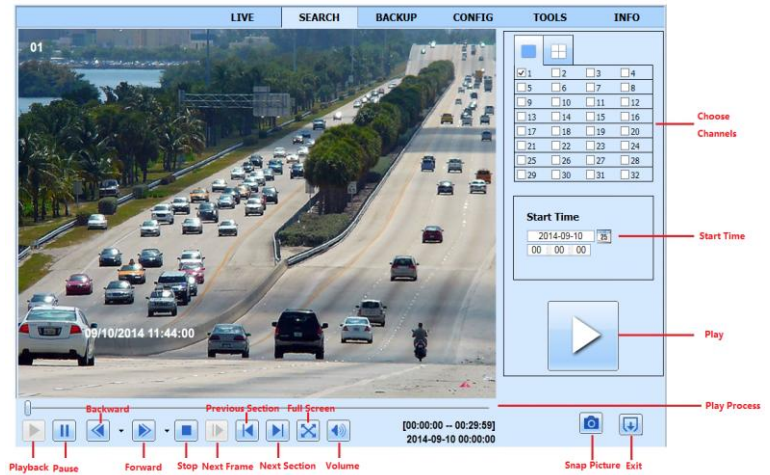 LIVE SEARCH BACKUP CONFIG TOOLS INFO
01
1 2 3 4
5 6 7 8
9 10 11 12
13 14 15 16
17 18 19 20
21 22 23 24
25 26 27 28
29 30 31 32
Choose
Channels
Start Time
2014-09-10 25
00 00 00
Start Time
09/10/2014 11:44:00
Play
Play Process
Backward Previous Section Full Screen
[00:00:00 -- 00:29:59]
2014-09-10 00:00:00
Playback Pause Forward Stop Next Frame Next Section Volume Snap Picture Exit